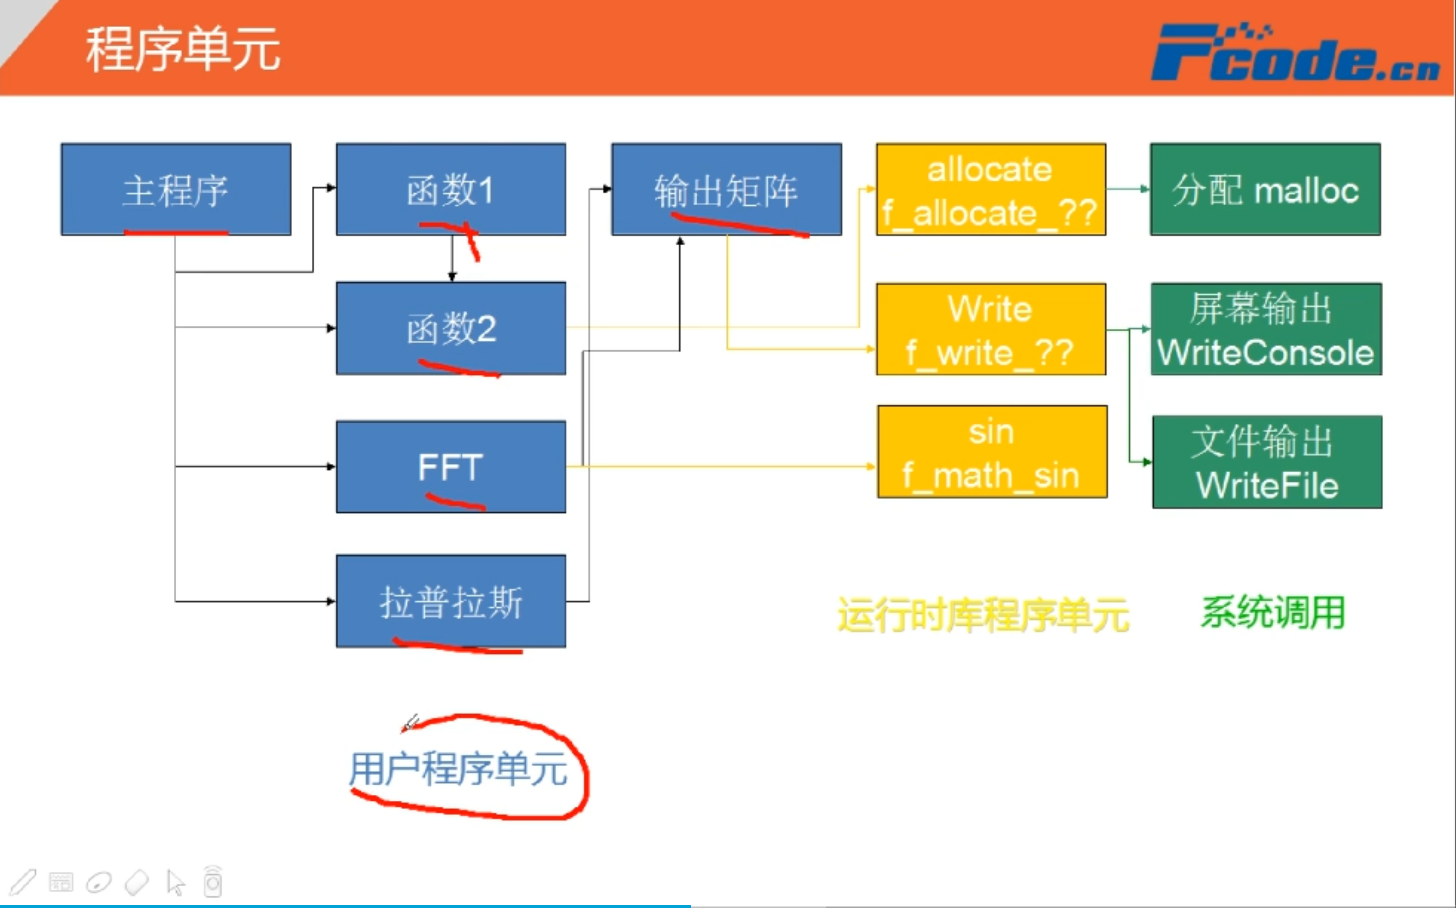 程序单元
Fcode.cn
主程序
函数1
输出矩阵
allocate
f_allocate_??
分配 malloc
函数2
Write
f_write_??
屏幕输出
WriteConsole
FFT
sin
f_math_sin
文件输出
WriteFile
拉普拉斯
运行时库程序单元
系统调用
用户程序单元